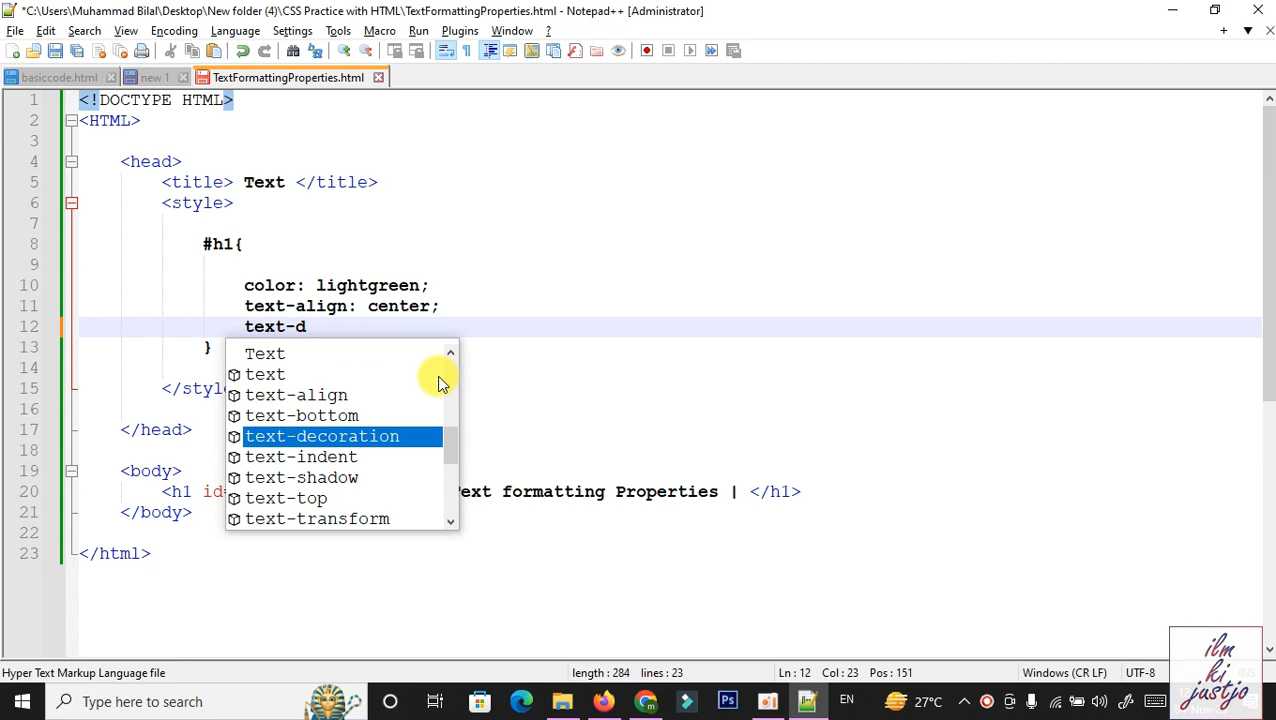 *C:\Users\Muhammad Bilal\Desktop\New folder (4)\CSS Practice with HTML\TextFormattingProperties.html - Notepad++ [Administrator]
File Edit Search View Encoding Language Settings Tools Macro Run Plugins Window ?
basiccode.html new 1 TextFormattingProperties.html
1 <!DOCTYPE HTML>
2 <HTML>
3
4 <head>
5 <title> Text </title>
6 <style>
7
8 #h1{
9
10 color: lightgreen;
11 text-align: center;
12 text-d
13 }
14
15 </style
16
17 </head>
18
19 <body>
20 <h1 id ext formatting Properties | </h1>
21 </body>
22
23 </html>
Text
text
text-align
text-bottom
text-decoration
text-indent
text-shadow
text-top
text-transform
Hyper Text Markup Language file length : 284 lines : 23 Ln : 12 Col : 23 Pos : 151 Windows (CR LF) UTF-8 INS
Type here to search Ps EN 27°C
ilm
ki
justjo